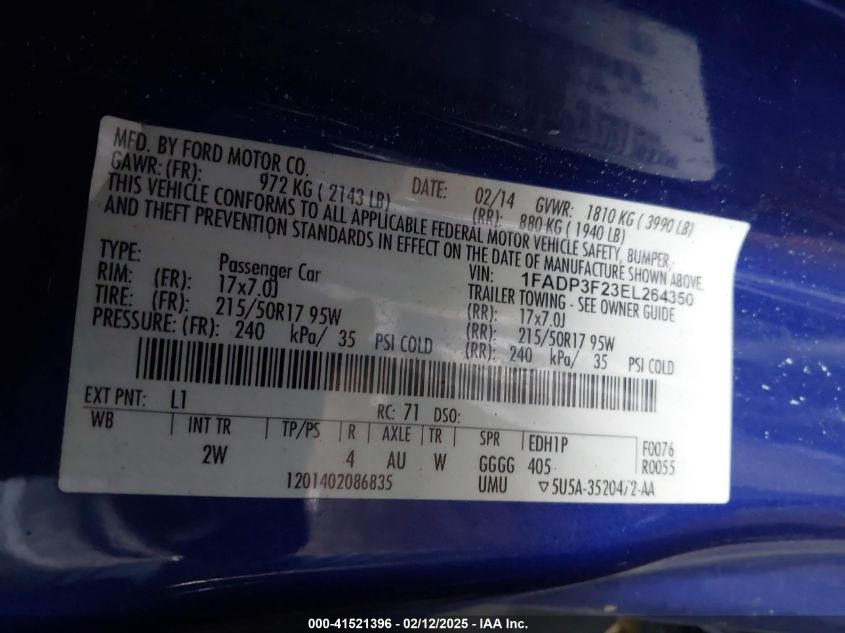 MFD. BY FORD MOTOR CO. DATE: 02/14 GVWR: 1810 KG ( 3990 LB)
GAWR: (FR): 972 KG ( 2143 LB) (RR): 880 KG ( 1940 LB)
THIS VEHICLE CONFORMS TO ALL APPLICABLE FEDERAL MOTOR VEHICLE SAFETY, BUMPER,
AND THEFT PREVENTION STANDARDS IN EFFECT ON THE DATE OF MANUFACTURE SHOWN ABOVE.
VIN: 1FADP3F23EL264350
TYPE: Passenger Car TRAILER TOWING - SEE OWNER GUIDE
RIM: (FR): 17x7.0J (RR): 17x7.0J
TIRE: (FR): 215/50R17 95W (RR): 215/50R17 95W
PRESSURE: (FR): 240 kPa/ 35 PSI COLD (RR): 240 kPa/ 35 PSI COLD
EXT PNT: L1 RC: 71 DSO:
WB INT TR TP/PS R AXLE TR SPR EDH1P F0076
2W 4 AU W GGGG 405 R0055
1201402086835 UMU ▽5U5A-3520472-AA
000-41521396 - 02/12/2025 - IAA Inc.